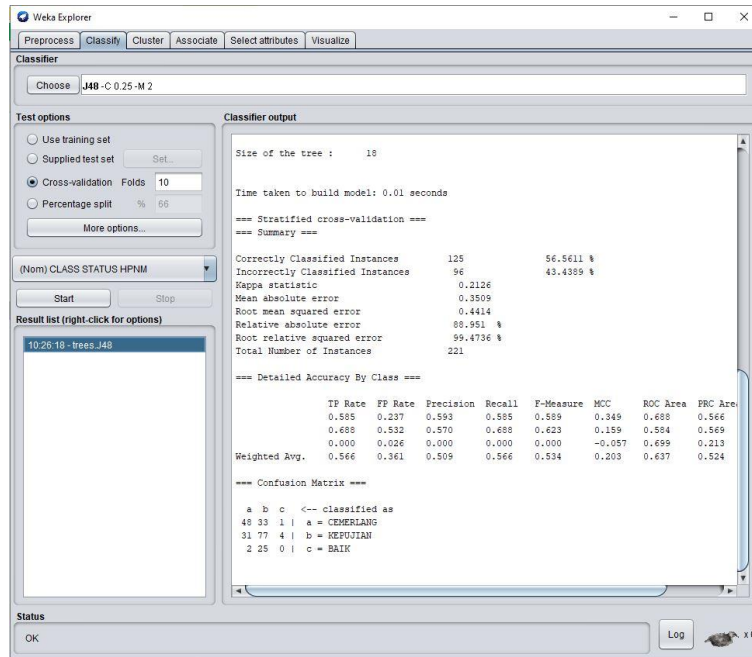 Weka Explorer
Preprocess Classify Cluster Associate Select attributes Visualize
Classifier
Choose J48 -C 0.25 -M 2
Test options
Use training set
Supplied test set Set...
Cross-validation Folds 10
Percentage split % 66
More options...
(Nom) CLASS STATUS HPNM
Start Stop
Result list (right-click for options)
10:26:18 - trees.J48
Classifier output
Size of the tree : 18
Time taken to build model: 0.01 seconds
=== Stratified cross-validation ===
=== Summary ===
Correctly Classified Instances 125 56.5611 %
Incorrectly Classified Instances 96 43.4389 %
Kappa statistic 0.2126
Mean absolute error 0.3509
Root mean squared error 0.4414
Relative absolute error 88.951 %
Root relative squared error 99.4736 %
Total Number of Instances 221
=== Detailed Accuracy By Class ===
TP Rate FP Rate Precision Recall F-Measure MCC ROC Area PRC Are
0.585 0.237 0.593 0.585 0.589 0.349 0.688 0.566
0.688 0.532 0.570 0.688 0.623 0.159 0.584 0.569
0.000 0.026 0.000 0.000 0.000 -0.057 0.699 0.213
Weighted Avg. 0.566 0.361 0.509 0.566 0.534 0.203 0.637 0.524
=== Confusion Matrix ===
a b c <-- classified as
48 33 1 | a = CEMERLANG
31 77 4 | b = KEPUJIAN
2 25 0 | c = BAIK
Status
OK
Log
x